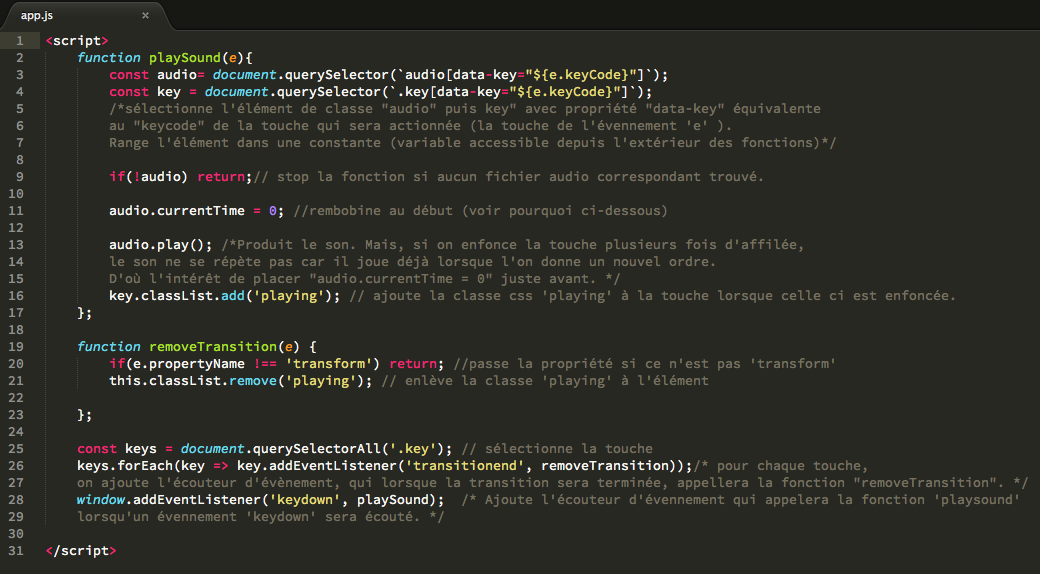 app.js ×
1 <script>
2 function playSound(e){
3 const audio= document.querySelector(`audio[data-key="${e.keyCode}"]`);
4 const key = document.querySelector(`.key[data-key="${e.keyCode}"]`);
5 /*sélectionne l'élément de classe "audio" puis key" avec propriété "data-key" équivalente
6 au "keycode" de la touche qui sera actionnée (la touche de l'évennement 'e' ).
7 Range l'élément dans une constante (variable accessible depuis l'extérieur des fonctions)*/
8
9 if(!audio) return;// stop la fonction si aucun fichier audio correspondant trouvé.
10
11 audio.currentTime = 0; //rembobine au début (voir pourquoi ci-dessous)
12
13 audio.play(); /*Produit le son. Mais, si on enfonce la touche plusieurs fois d'affilée,
14 le son ne se répète pas car il joue déjà lorsque l'on donne un nouvel ordre.
15 D'où l'intérêt de placer "audio.currentTime = 0" juste avant. */
16 key.classList.add('playing'); // ajoute la classe css 'playing' à la touche lorsque celle ci est enfoncée.
17 };
18
19 function removeTransition(e) {
20 if(e.propertyName !== 'transform') return; //passe la propriété si ce n'est pas 'transform'
21 this.classList.remove('playing'); // enlève la classe 'playing' à l'élément
22
23 };
24
25 const keys = document.querySelectorAll('.key'); // sélectionne la touche
26 keys.forEach(key => key.addEventListener('transitionend', removeTransition));/* pour chaque touche,
27 on ajoute l'écouteur d'évènement, qui lorsque la transition sera terminée, appellera la fonction "removeTransition". */
28 window.addEventListener('keydown', playSound); /* Ajoute l'écouteur d'évennement qui appelera la fonction 'playsound'
29 lorsqu'un évennement 'keydown' sera écouté. */
30
31 </script>